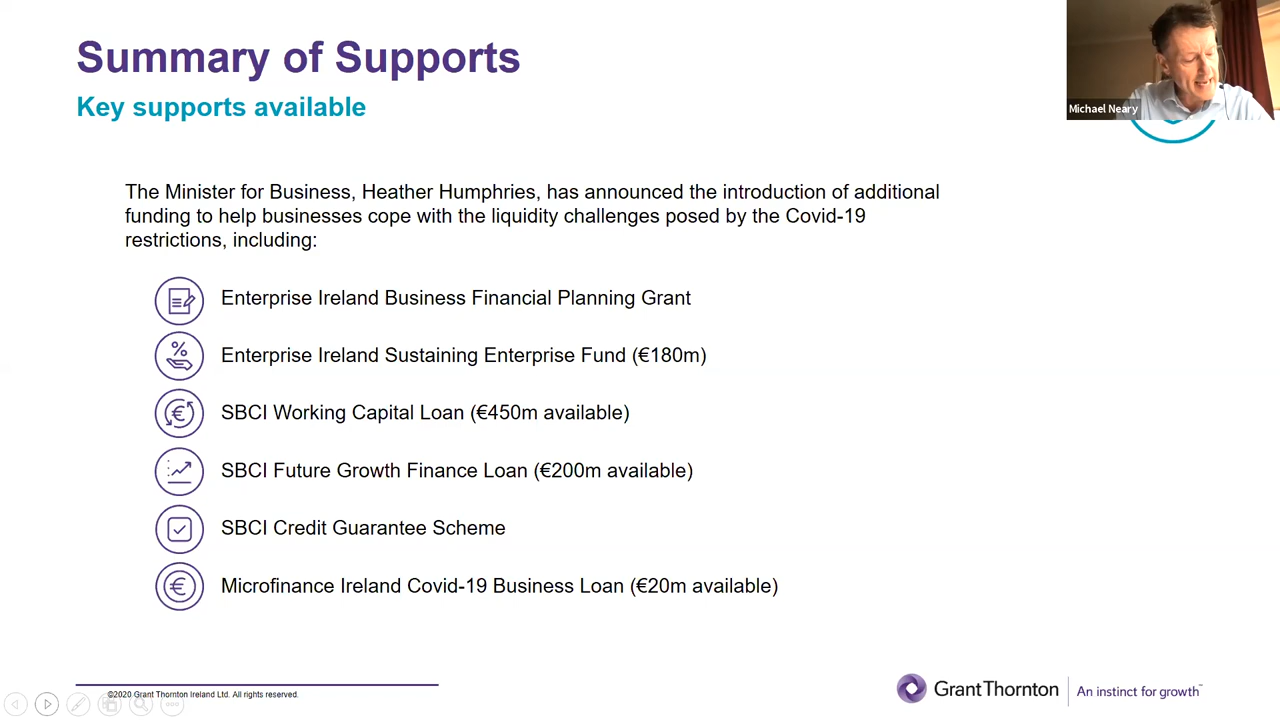 Summary of Supports
Key supports available
Michael Neary
The Minister for Business, Heather Humphries, has announced the introduction of additional
funding to help businesses cope with the liquidity challenges posed by the Covid-19
restrictions, including:
Enterprise Ireland Business Financial Planning Grant
Enterprise Ireland Sustaining Enterprise Fund (€180m)
SBCI Working Capital Loan (€450m available)
SBCI Future Growth Finance Loan (€200m available)
SBCI Credit Guarantee Scheme
Microfinance Ireland Covid-19 Business Loan (€20m available)
©2020 Grant Thornton Ireland Ltd. All rights reserved.
GrantThornton
An instinct for growth™